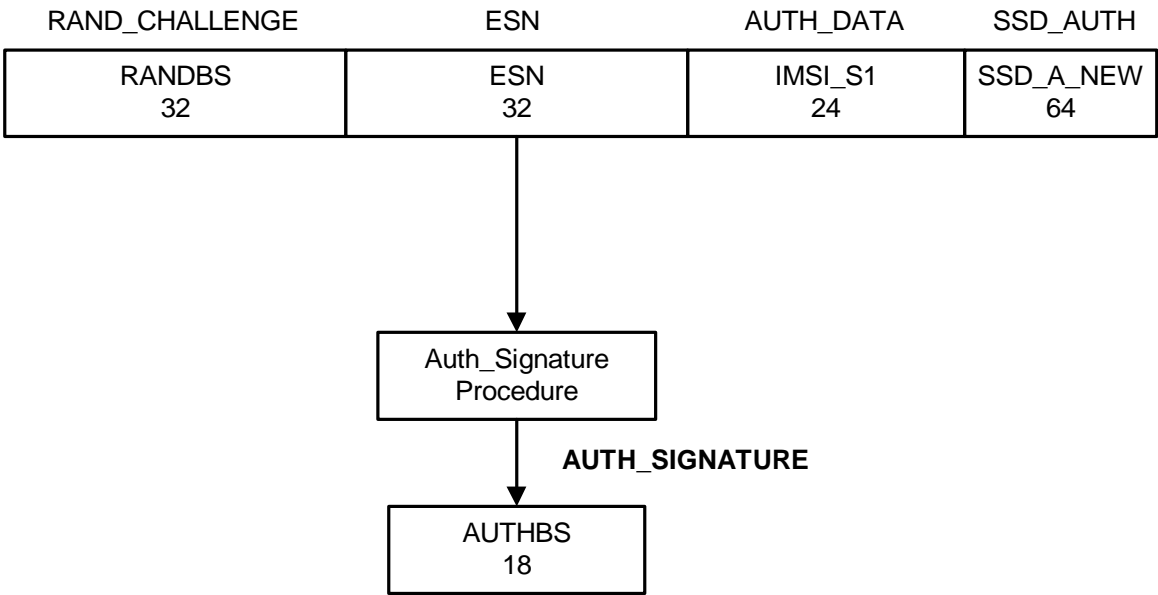 RAND_CHALLENGE ESN AUTH_DATA SSD_AUTH
RANDBS ESN IMSI_S1 SSD_A_NEW
32 32 24 64
Auth_Signature
Procedure
AUTH_SIGNATURE
AUTHBS
18